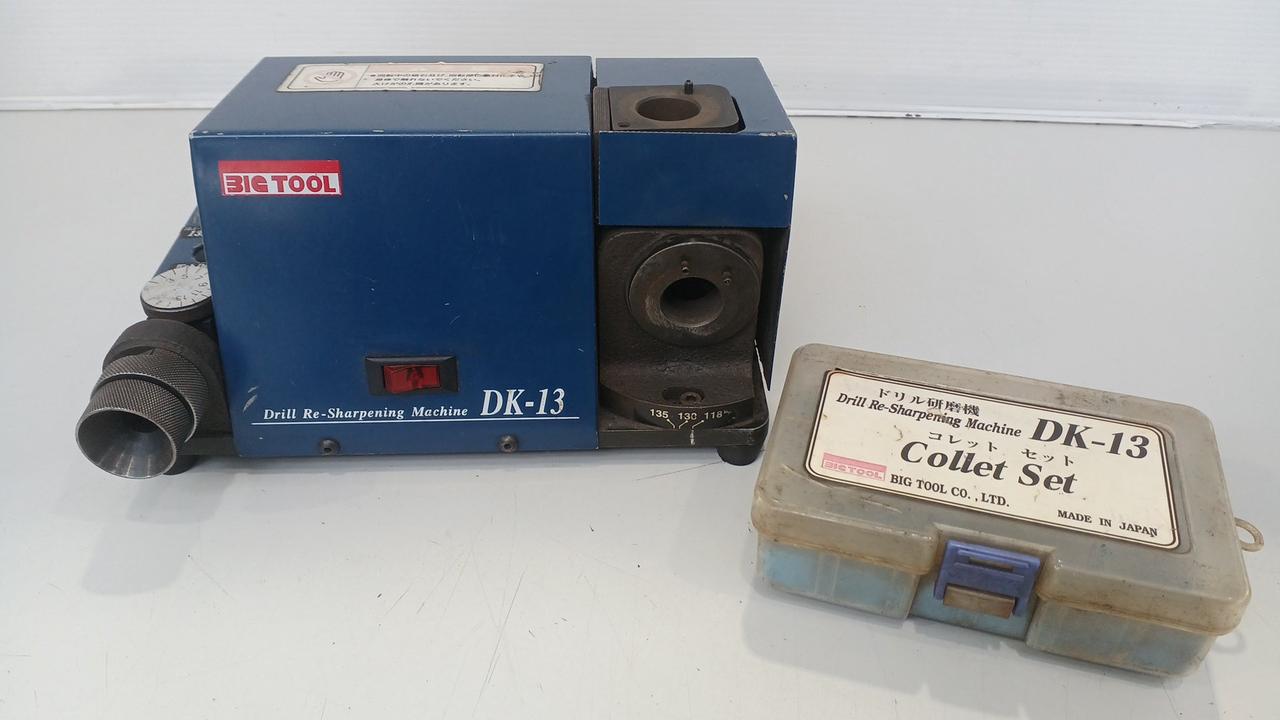 BIG TOOL
Drill Re-Sharpening Machine DK-13
135 130 118°
ドリル研磨機
Drill Re-Sharpening Machine DK-13
コレット セット
Collet Set
BIG TOOL BIG TOOL CO.,LTD.
MADE IN JAPAN